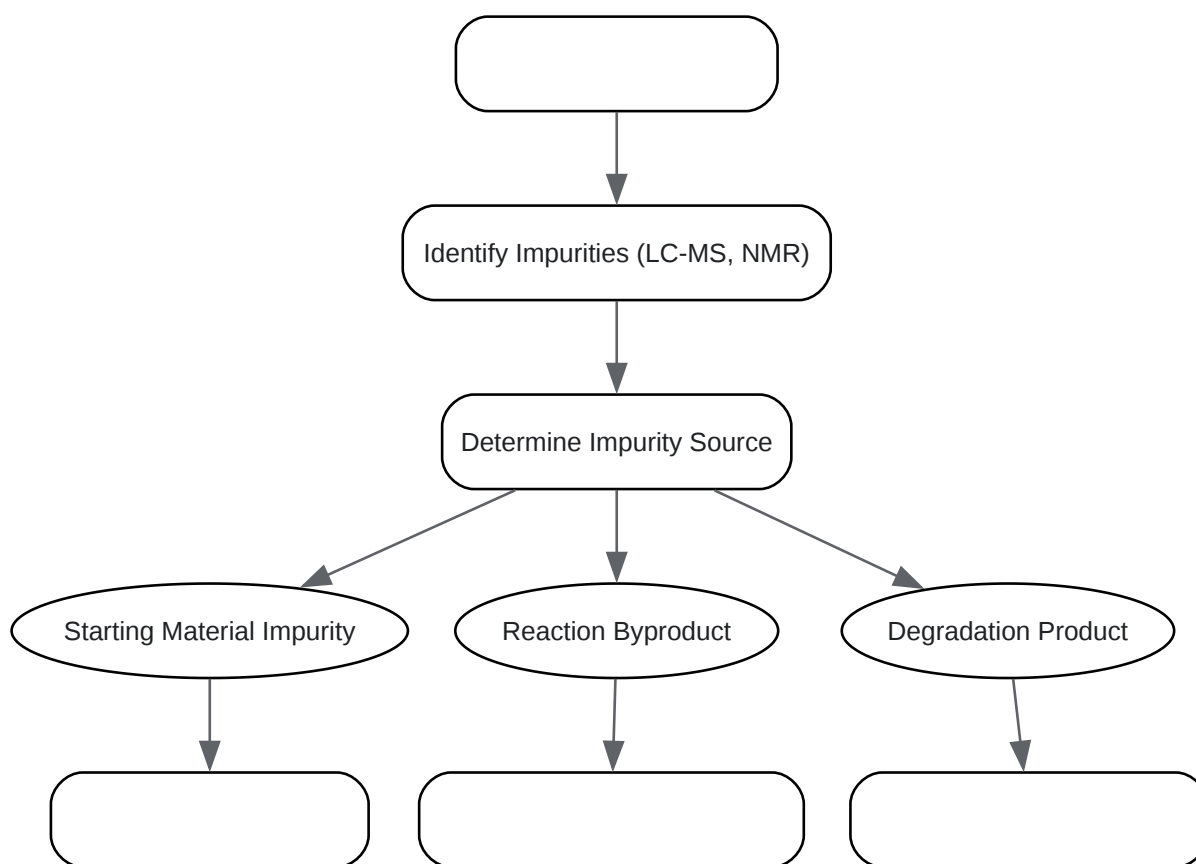 Identify Impurities (LC-MS, NMR)
Determine Impurity Source
Starting Material Impurity
Reaction Byproduct
Degradation Product